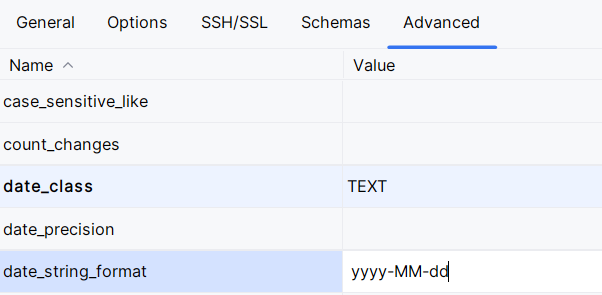 General Options SSH/SSL Schemas Advanced
Name Value
case_sensitive_like
count_changes
date_class TEXT
date_precision
date_string_format yyyy-MM-dd